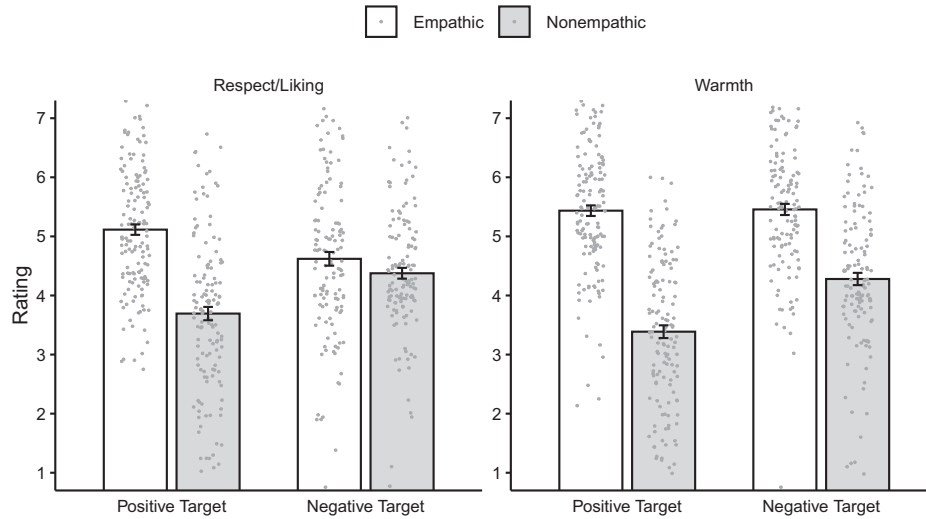 Empathic Nonempathic
Respect/Liking
Warmth
Rating
7
6
5
4
3
2
1
7
6
5
4
3
2
1
Positive Target Negative Target
Positive Target Negative Target